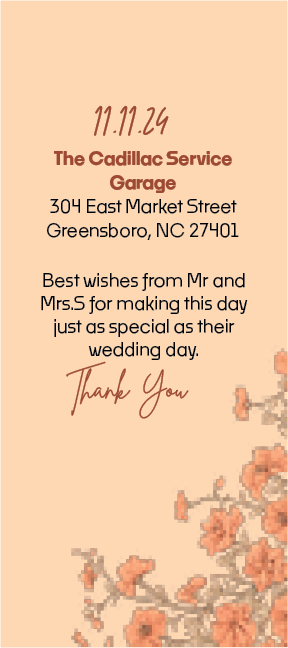 11.11.24
The Cadillac Service
Garage
304 East Market Street
Greensboro, NC 27401
Best wishes from Mr and
Mrs.S for making this day
just as special as their
wedding day.
Thank You